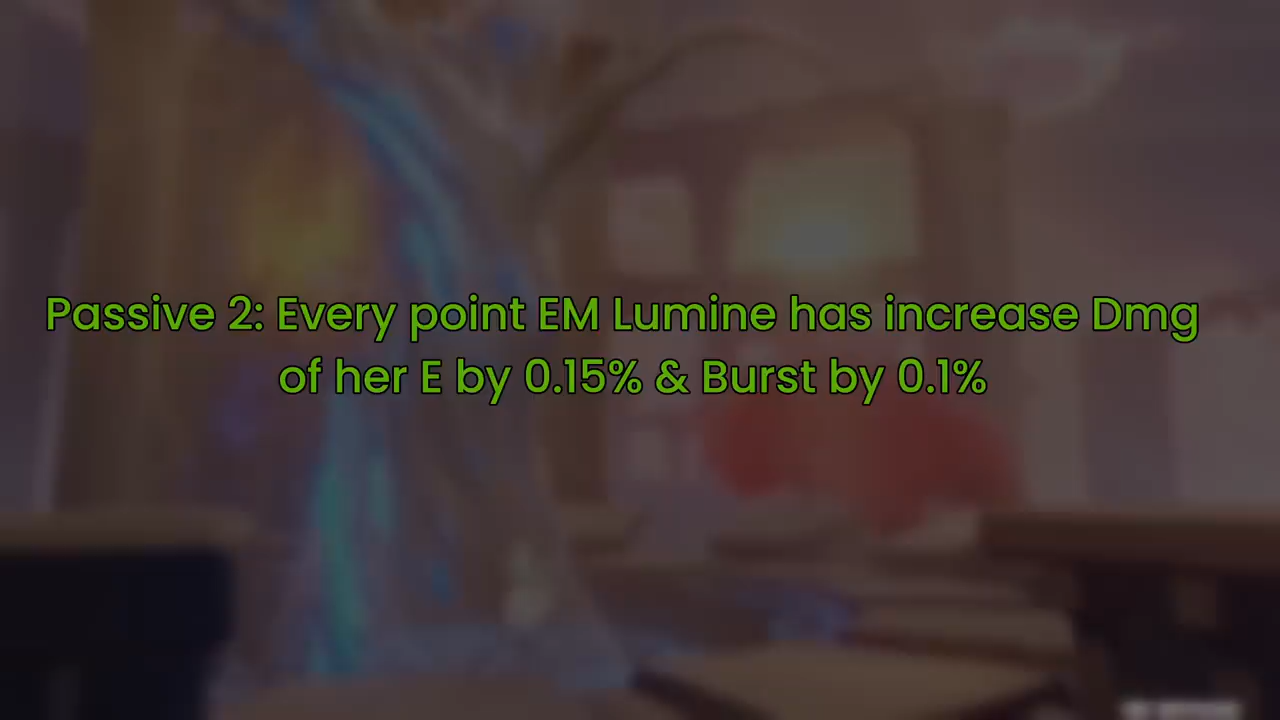 Passive 2: Every point EM Lumine has increase Dmg
of her E by 0.15% & Burst by 0.1%